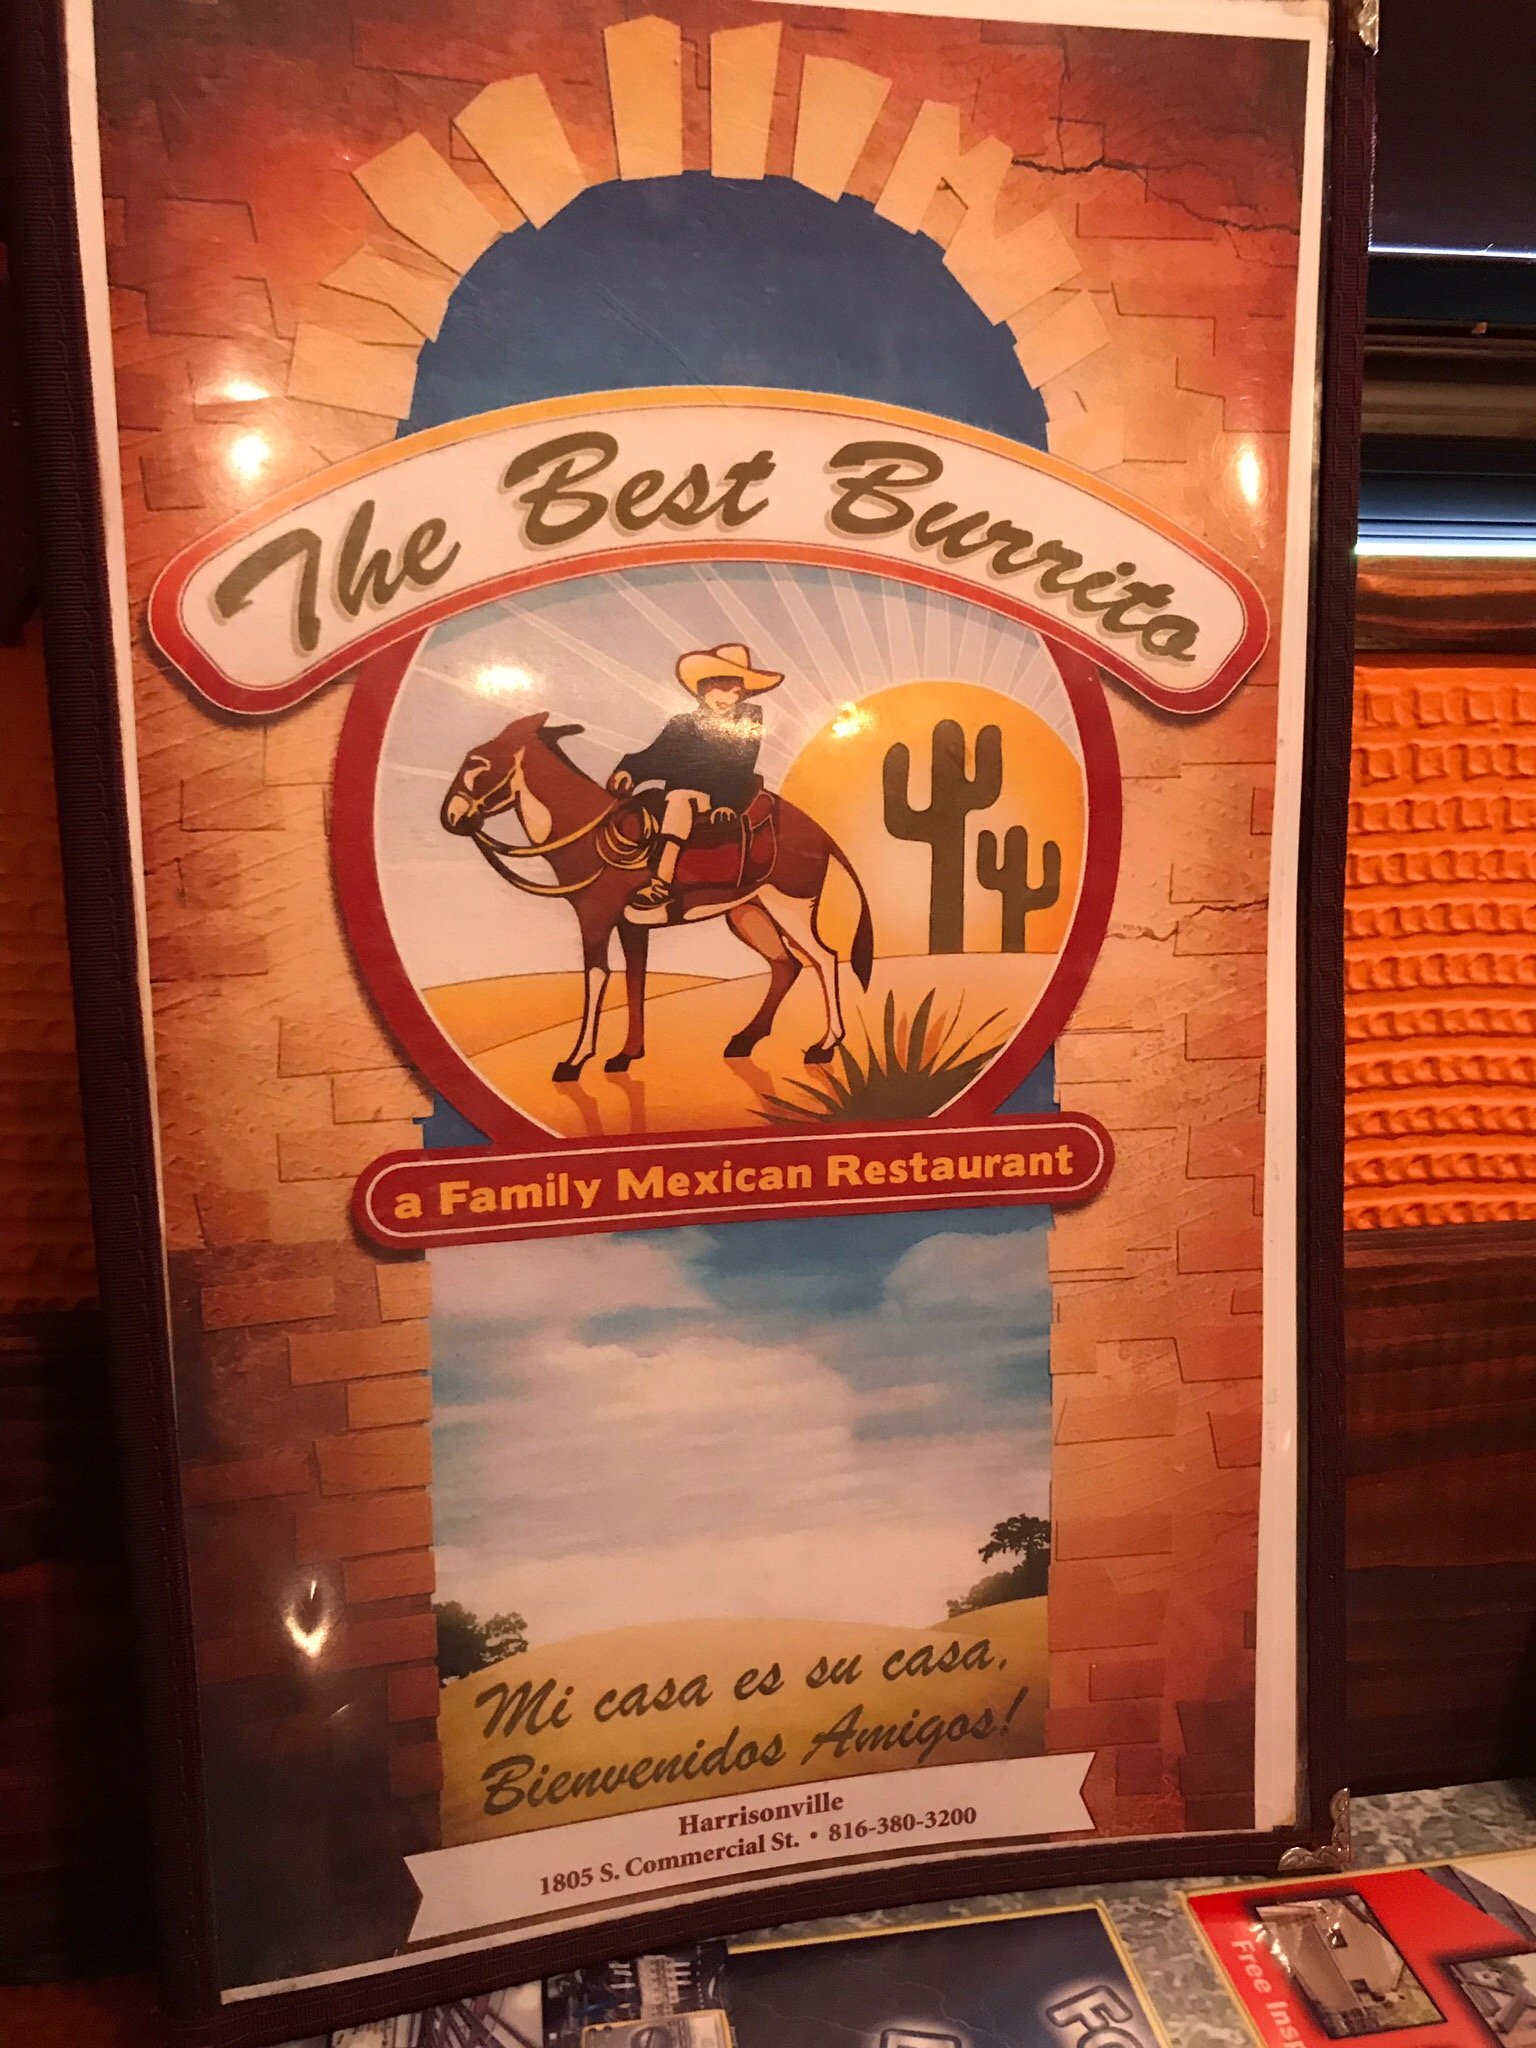 The Best Burrito
a Family Mexican Restaurant
Mi casa es su casa.
Bienvenidos Amigos!
Harrisonville
1805 S. Commercial St. • 816-380-3200
Free